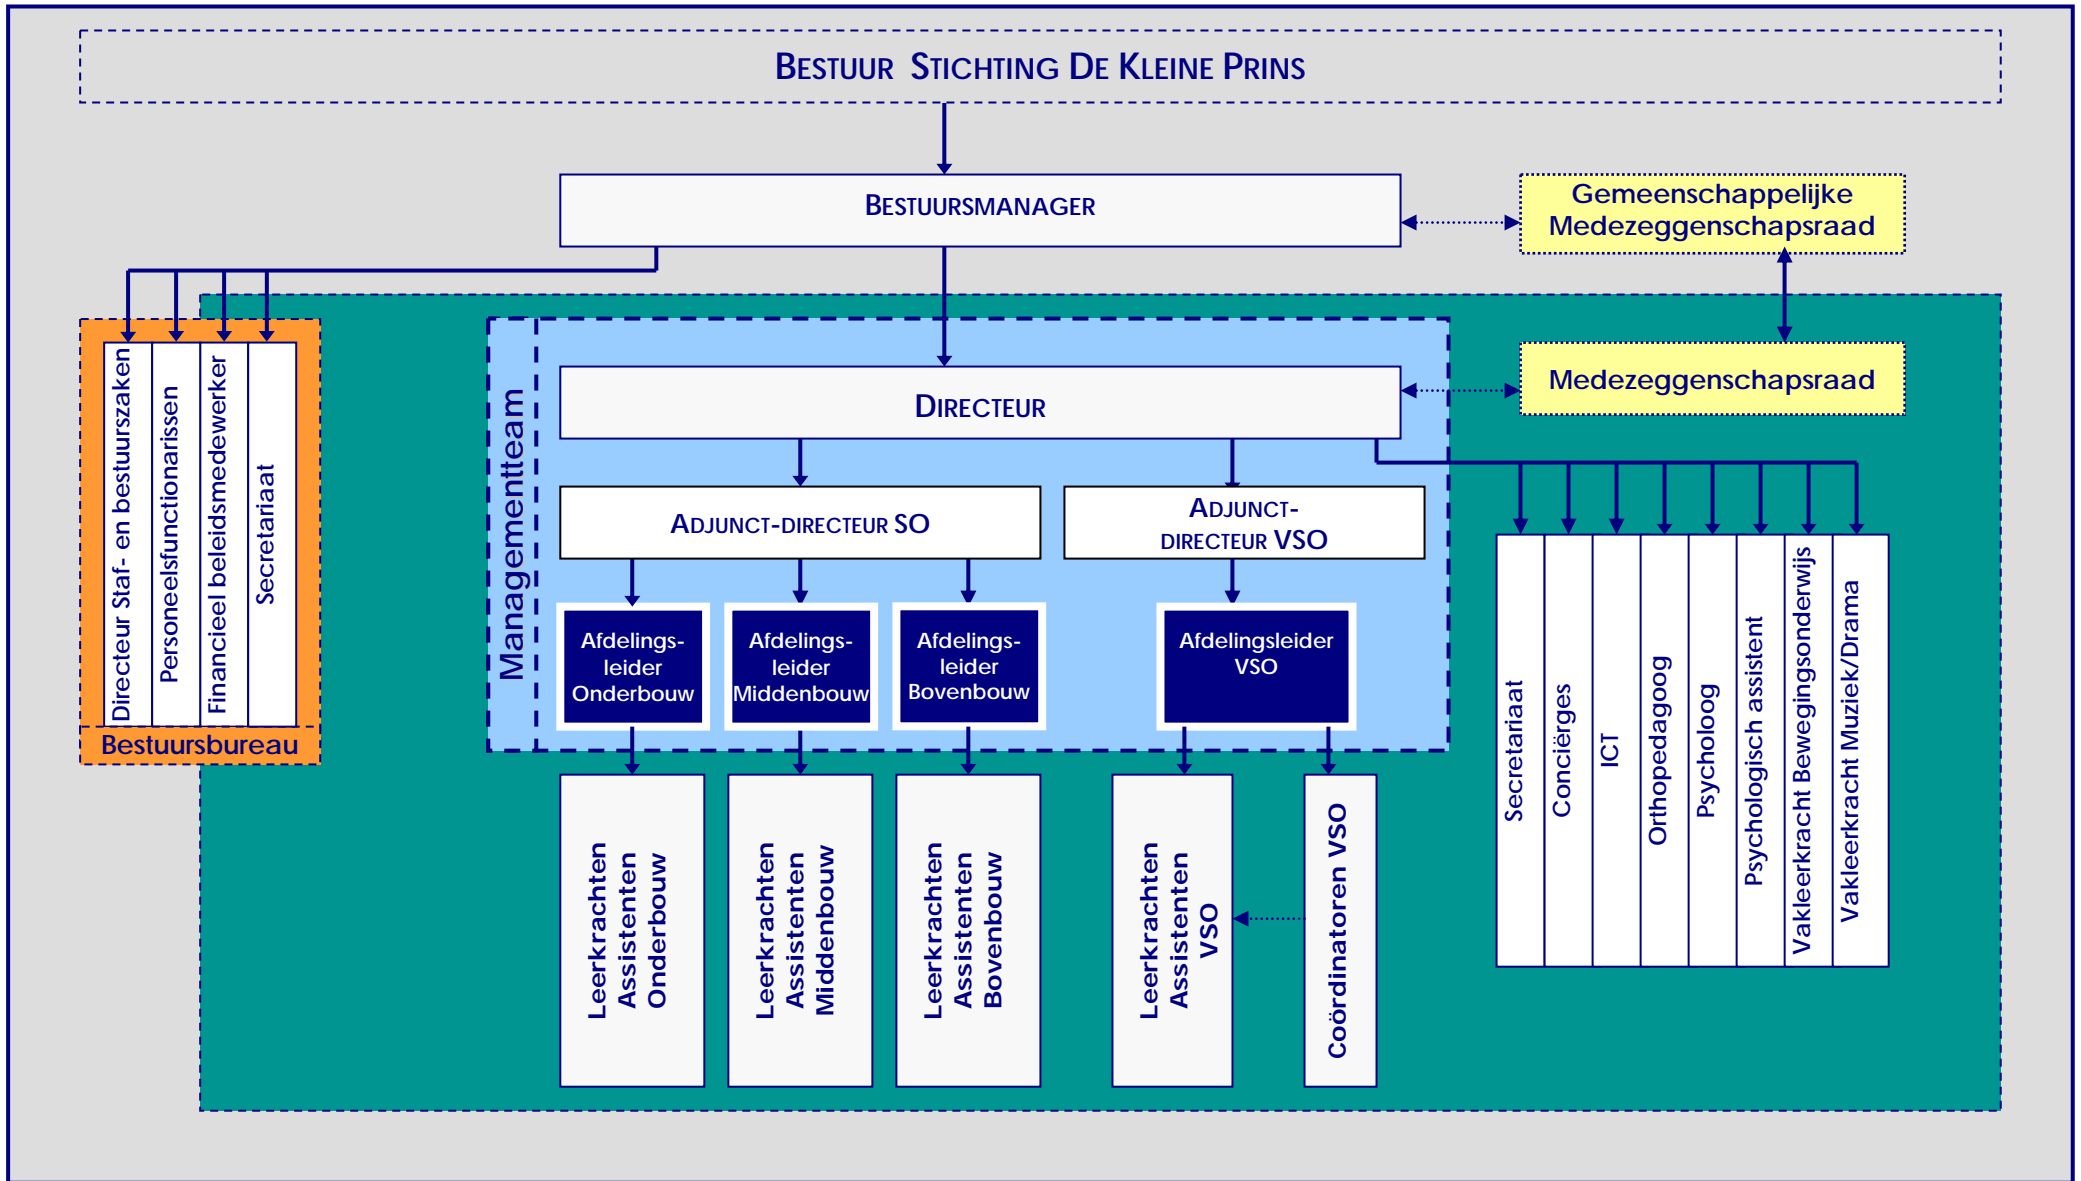 BESTUUR STICHTING DE KLEINE PRINS
BESTUURSMANAGER
Gemeenschappelijke
Medezeggenschapsraad
Directeur Staf- en bestuurszaken
Personeelsfunctionarissen
Financieel beleidsmedewerker
Secretariaat
Bestuursbureau
Managementteam
DIRECTEUR
Medezeggenschapsraad
ADJUNCT-DIRECTEUR SO
ADJUNCT-
DIRECTEUR VSO
Afdelings-
leider
Onderbouw
Afdelings-
leider
Middenbouw
Afdelings-
leider
Bovenbouw
Afdelingsleider
VSO
Leerkrachten
Assistenten
Onderbouw
Leerkrachten
Assistenten
Middenbouw
Leerkrachten
Assistenten
Bovenbouw
Leerkrachten
Assistenten
VSO
Coördinatoren VSO
Secretariaat
Conciërges
ICT
Orthopedagoog
Psycholoog
Psychologisch assistent
Vakleerkracht Bewegingsonderwijs
Vakleerkracht Muziek/Drama